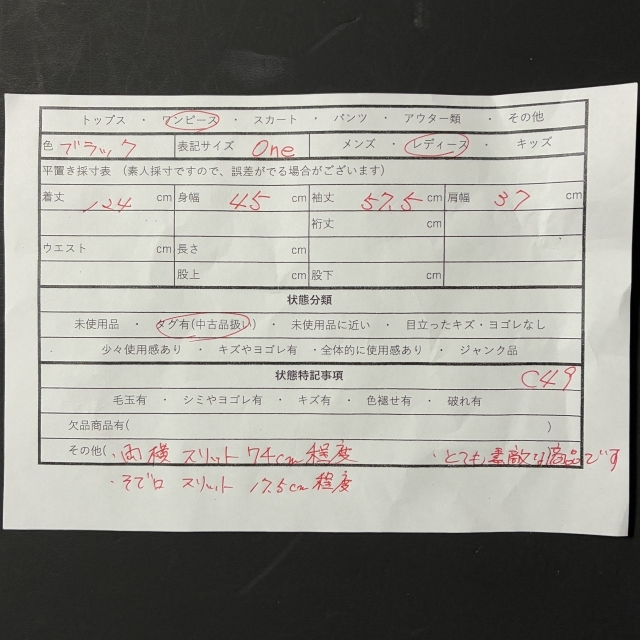 トップス ・ ワンピース ・ スカート ・ パンツ ・ アウター類 ・ その他
色 ブラック 表記サイズ One メンズ ・ レディース ・ キッズ
平置き採寸表 （素人採寸ですので、誤差がでる場合がございます）
着丈 124 cm 身幅 45 cm 袖丈 57.5 cm 肩幅 37 cm
裄丈 cm
ウエスト cm 長さ cm
股上 cm 股下 cm
状態分類
未使用品 ・ タグ有(中古品扱い) ・ 未使用品に近い ・ 目立ったキズ・ヨゴレなし
少々使用感あり ・ キズやヨゴレ有 ・全体的に使用感あり ・ ジャンク品
状態特記事項 C49
毛玉有 ・ シミやヨゴレ有 ・ キズ有 ・ 色褪せ有 ・ 破れ有
欠品商品有( )
その他( ・両横 スリット 74cm程度 ・とても素敵な商品です
・そで口 スリット 17.5cm程度